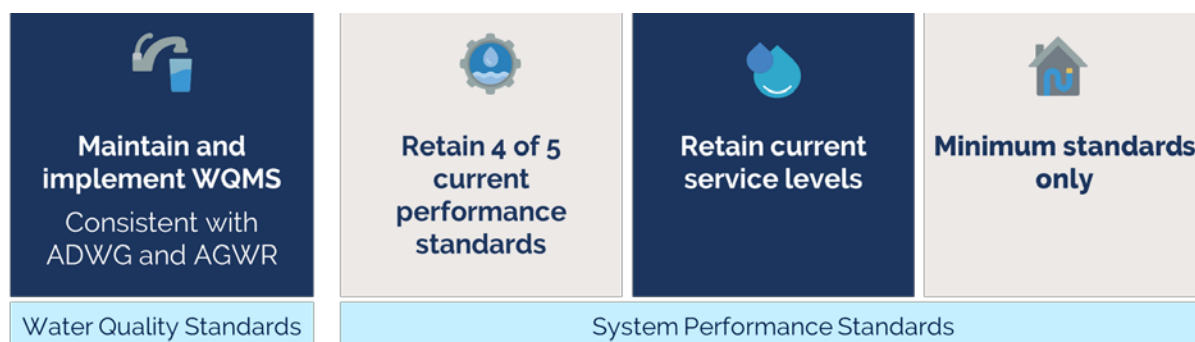 Maintain and
implement WQMS
Consistent with
ADWG and AGWR
Retain 4 of 5
current
performance
standards
Retain current
service levels
Minimum standards
only
Water Quality Standards
System Performance Standards